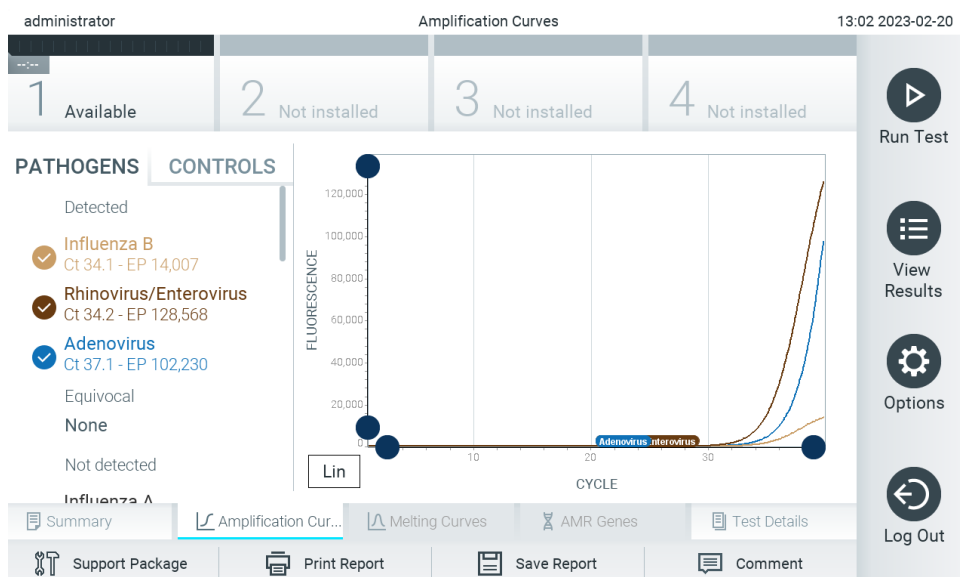 administrator
Amplification Curves
13:02 2023-02-20
--:--
1 Available
2 Not installed
3 Not installed
4 Not installed
Run Test
View
Results
Options
Log Out
PATHOGENS
CONTROLS
Detected
Influenza B
Ct 34.1 - EP 14,007
Rhinovirus/Enterovirus
Ct 34.2 - EP 128,568
Adenovirus
Ct 37.1 - EP 102,230
Equivocal
None
Not detected
Influenza A
FLUORESCENCE
120,000
100,000
80,000
60,000
40,000
20,000
0
Adenovirus
nterovirus
10
20
30
CYCLE
Lin
Summary
Amplification Cur...
Melting Curves
AMR Genes
Test Details
Support Package
Print Report
Save Report
Comment